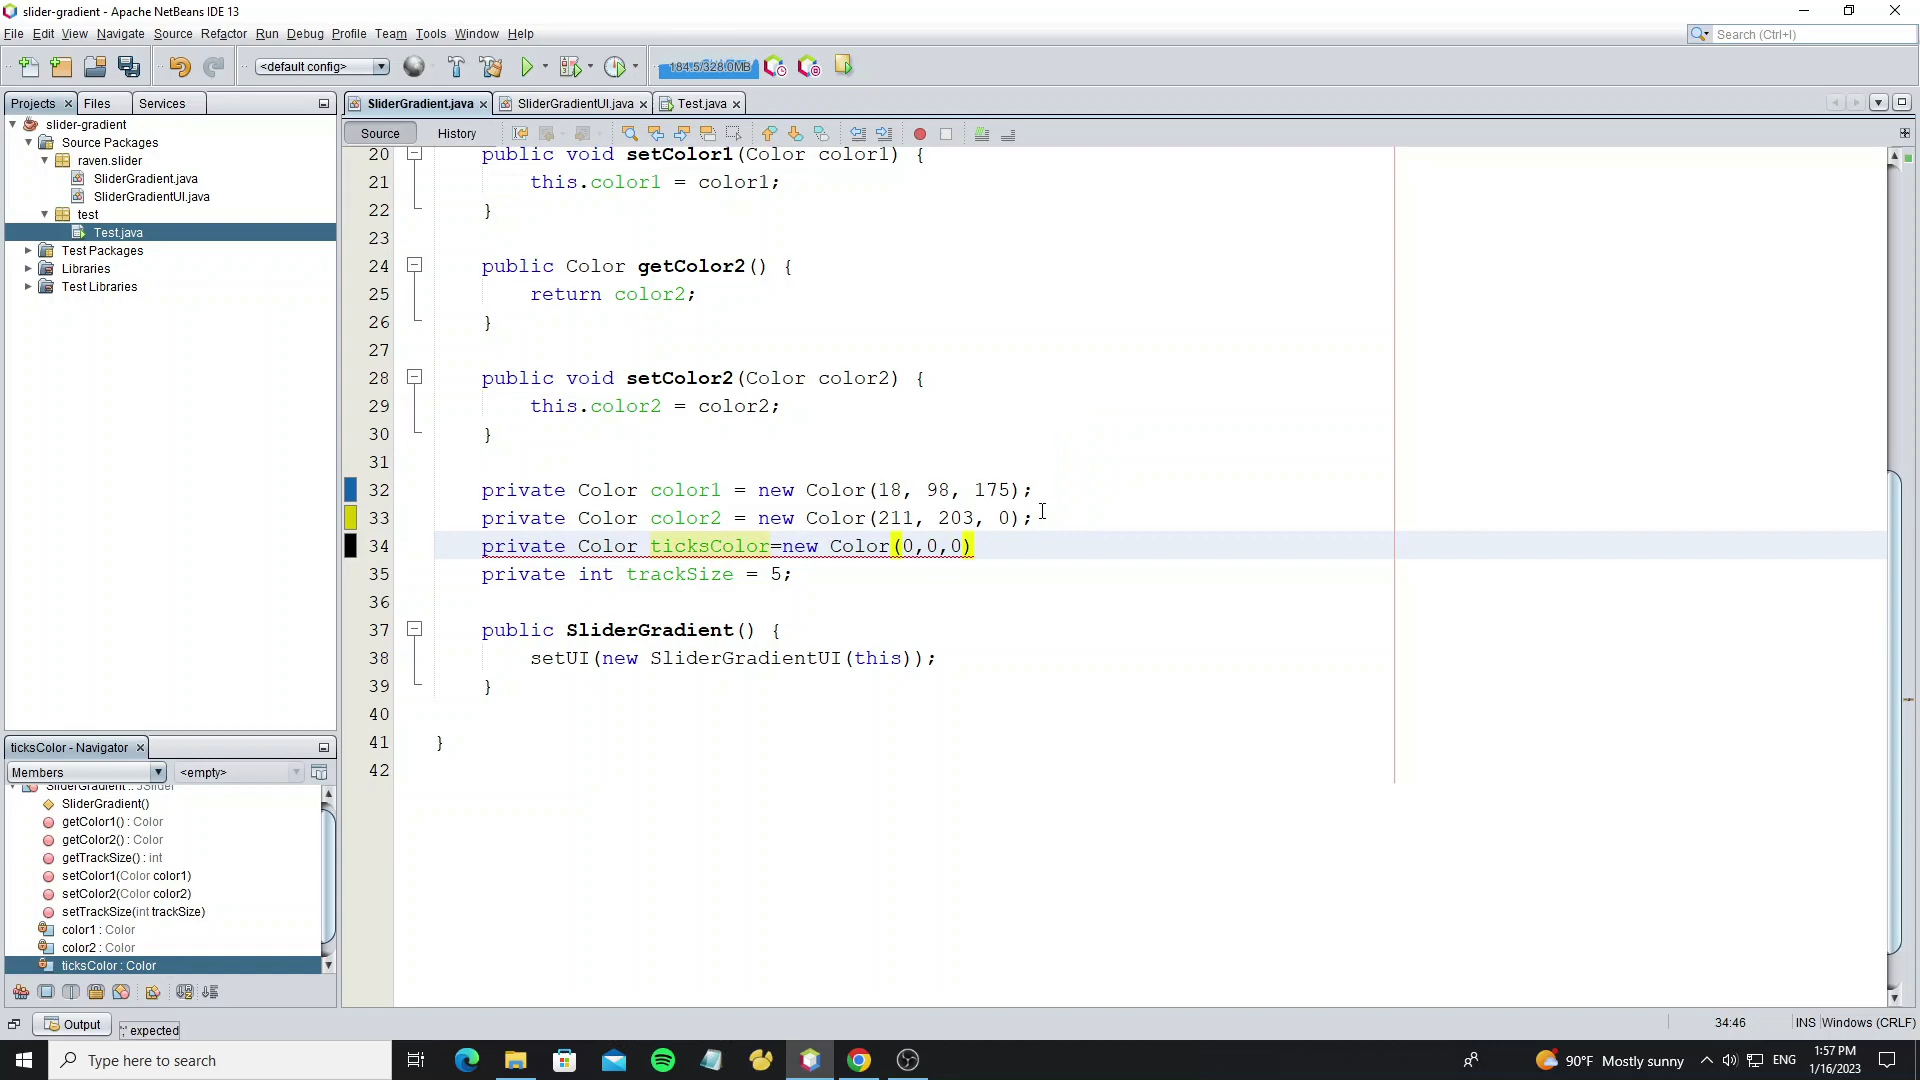 slider-gradient - Apache NetBeans IDE 13
File Edit View Navigate Source Refactor Run Debug Profile Team Tools Window Help
Search (Ctrl+I)
<default config>
184.5/328.0MB
Projects Files Services
SliderGradient.java SliderGradientUI.java Test.java
Source History
slider-gradient
Source Packages
raven.slider
SliderGradient.java
SliderGradientUI.java
test
Test.java
Test Packages
Libraries
Test Libraries
20 public void setColor1(Color color1) {
21 this.color1 = color1;
22 }
23
24 public Color getColor2() {
25 return color2;
26 }
27
28 public void setColor2(Color color2) {
29 this.color2 = color2;
30 }
31
32 private Color color1 = new Color(18, 98, 175);
33 private Color color2 = new Color(211, 203, 0);
34 private Color ticksColor=new Color(0,0,0)
35 private int trackSize = 5;
36
37 public SliderGradient() {
38 setUI(new SliderGradientUI(this));
39 }
40
41 }
42
ticksColor - Navigator
Members <empty>
SliderGradient :: JSlider
SliderGradient()
getColor1() : Color
getColor2() : Color
getTrackSize() : int
setColor1(Color color1)
setColor2(Color color2)
setTrackSize(int trackSize)
color1 : Color
color2 : Color
ticksColor : Color
Output
';' expected
34:46 INS Windows (CRLF)
Type here to search
90°F Mostly sunny
ENG
1:57 PM
1/16/2023